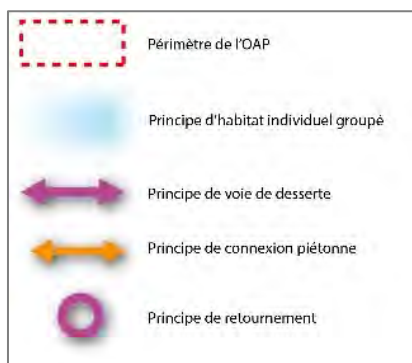 Périmètre de l'OAP
Principe d'habitat individuel groupé
Principe de voie de desserte
Principe de connexion piétonne
Principe de retournement